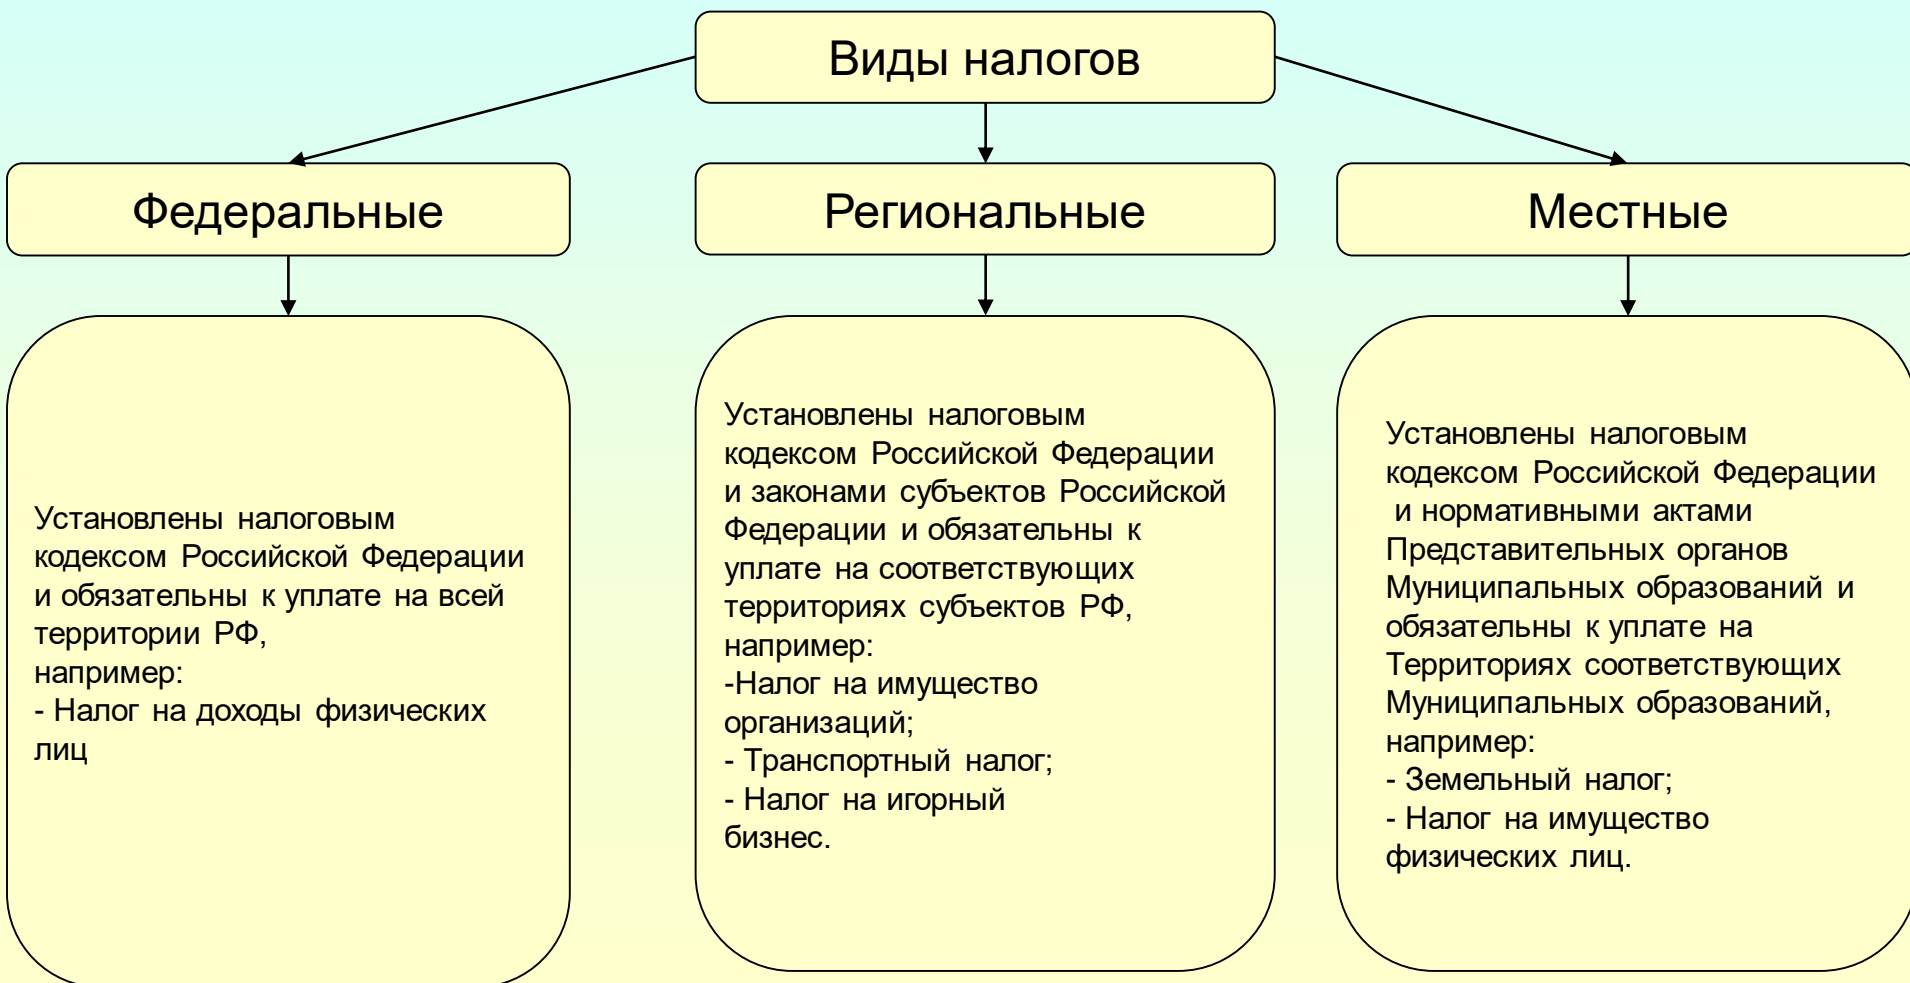 Виды налогов
Федеральные
Региональные
Местные
Установлены налоговым
кодексом Российской Федерации
и обязательны к уплате на всей
территории РФ,
например:
- Налог на доходы физических
лиц
Установлены налоговым
кодексом Российской Федерации
и законами субъектов Российской
Федерации и обязательны к
уплате на соответствующих
территориях субъектов РФ,
например:
-Налог на имущество
организаций;
- Транспортный налог;
- Налог на игорный
бизнес.
Установлены налоговым
кодексом Российской Федерации
и нормативными актами
Представительных органов
Муниципальных образований и
обязательны к уплате на
Территориях соответствующих
Муниципальных образований,
например:
- Земельный налог;
- Налог на имущество
физических лиц.